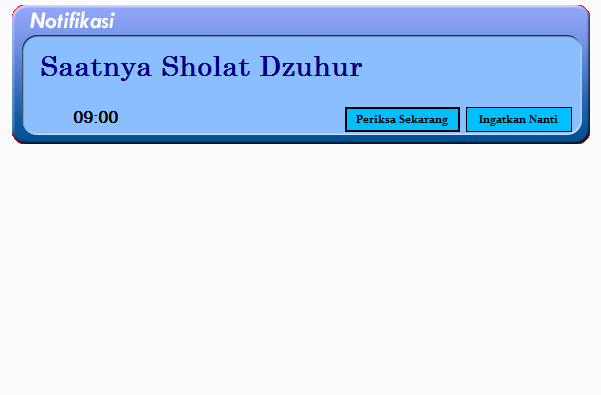 Notifikasi
Saatnya Sholat Dzuhur
09:00
Periksa Sekarang
Ingatkan Nanti